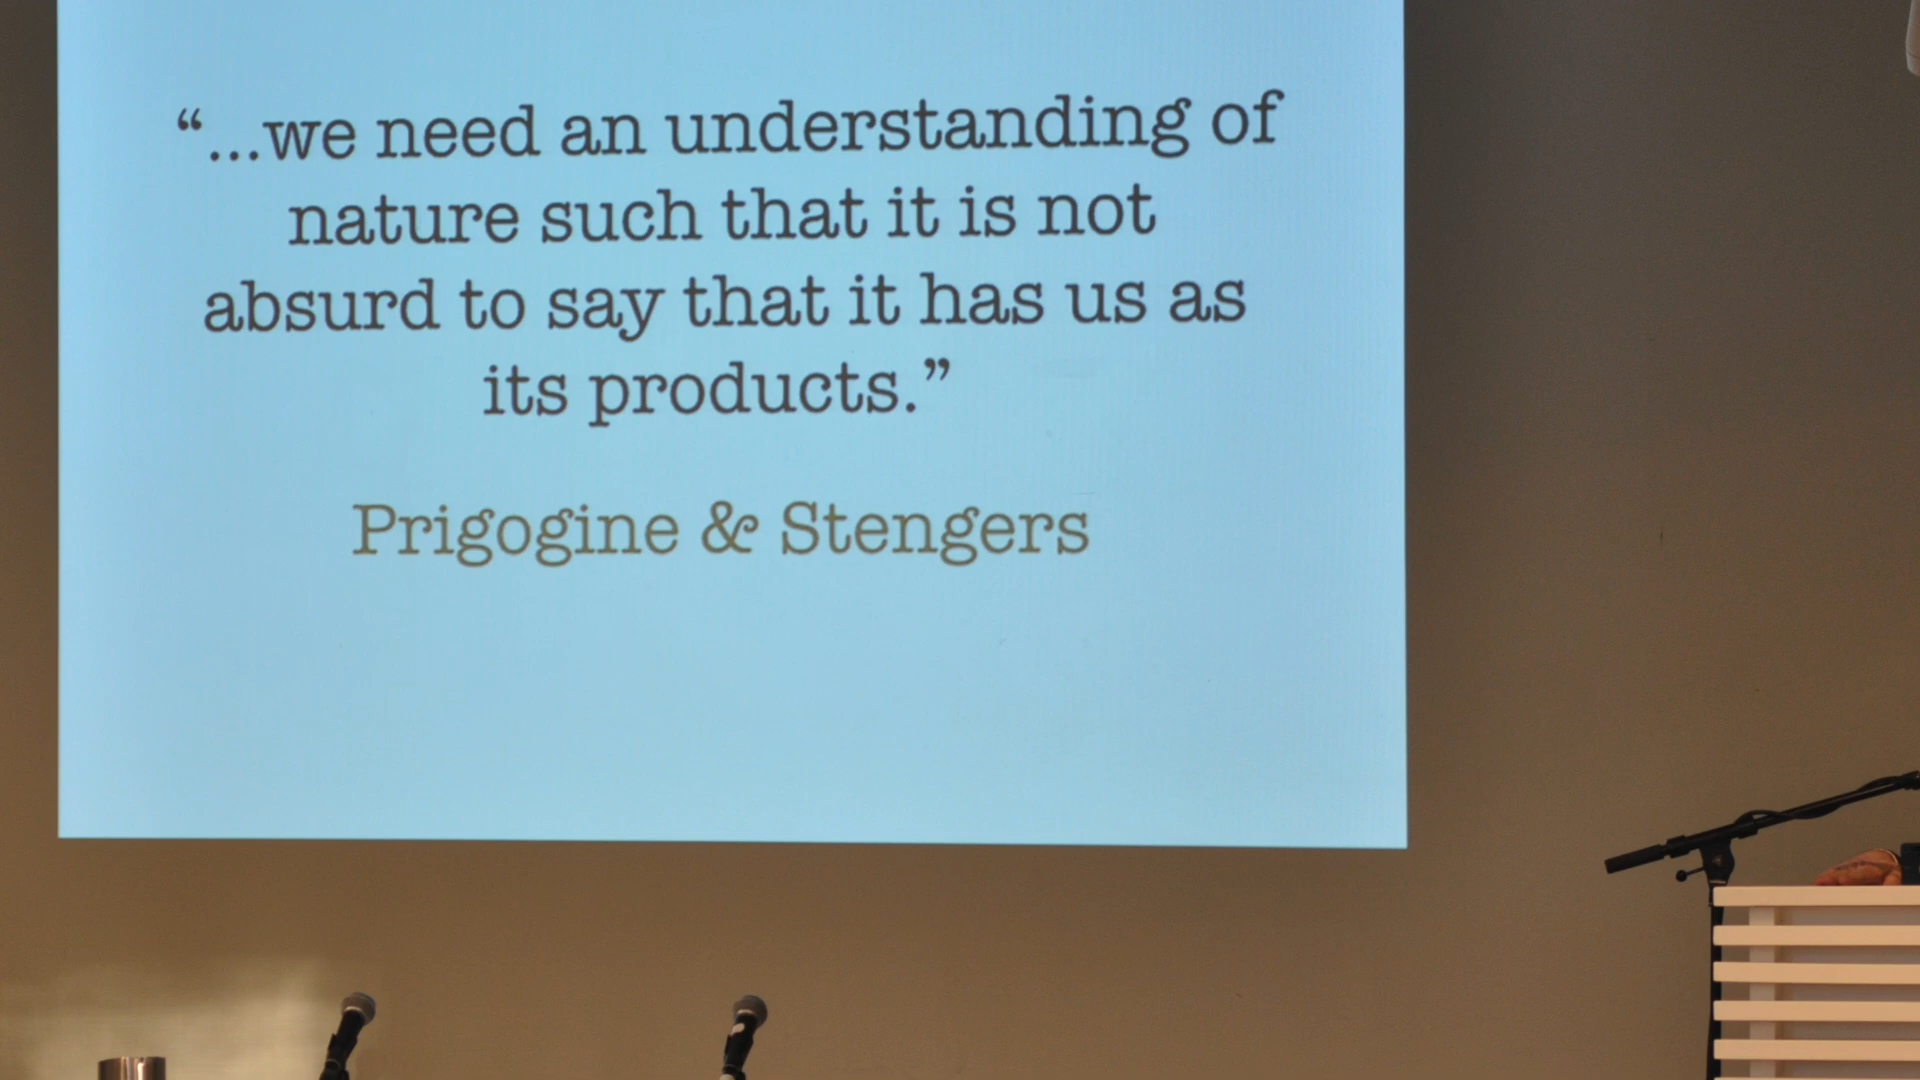 “...we need an understanding of
nature such that it is not
absurd to say that it has us as
its products.”
Prigogine & Stengers